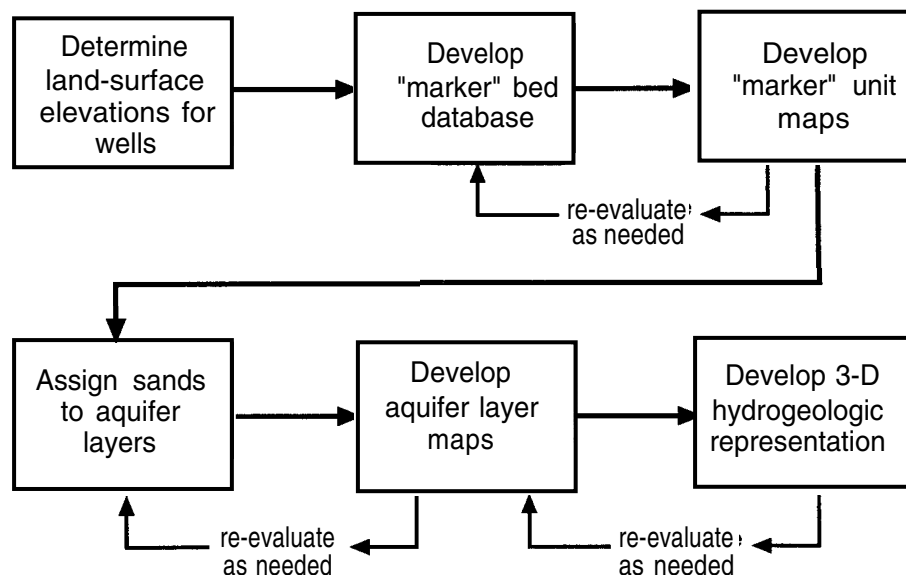 Determine
land-surface
elevations for
wells
Develop
"marker" bed
database
Develop
"marker" unit
maps
re-evaluate
as needed
Assign sands
to aquifer
layers
Develop
aquifer layer
maps
Develop 3-D
hydrogeologic
representation
re-evaluate
as needed
re-evaluate
as needed